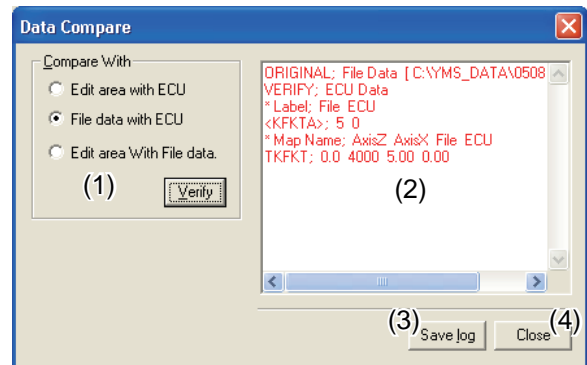 Data Compare
Compare With
Edit area with ECU
File data with ECU
Edit area With File data.
(1)
Verify
ORIGINAL; File Data [ C:\YMS_DATA\0508
VERIFY; ECU Data
* Label; File ECU
<KFKTA>; 5 0
* Map Name; AxisZ AxisX File ECU
TKFKT; 0.0 4000 5.00 0.00
(2)
(3)
Save log
(4)
Close